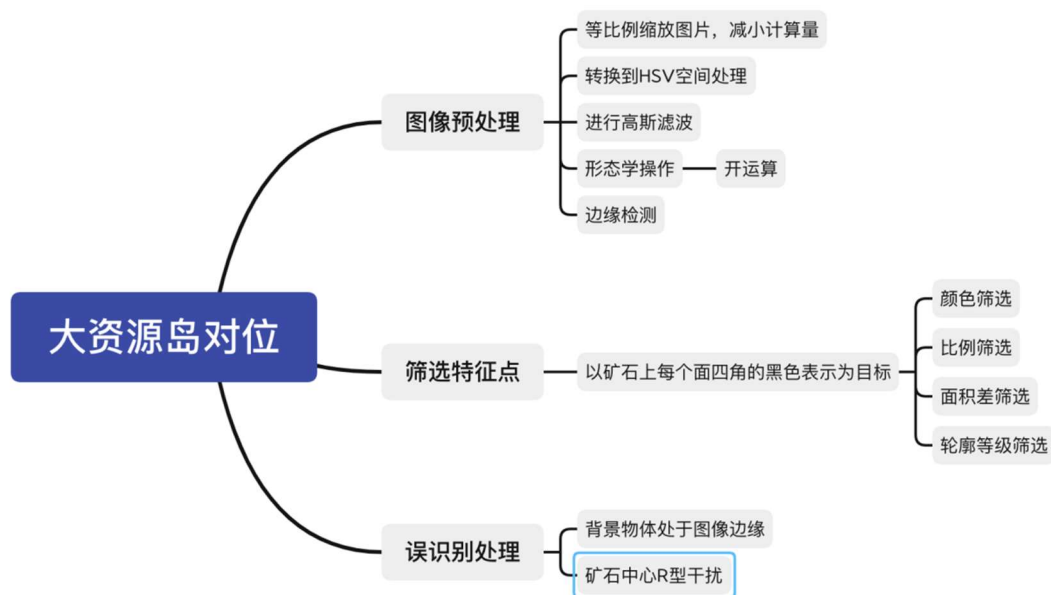 大资源岛对位
图像预处理
等比例缩放图片，减小计算量
转换到HSV空间处理
进行高斯滤波
形态学操作
开运算
边缘检测
筛选特征点
以矿石上每个面四角的黑色表示为目标
颜色筛选
比例筛选
面积差筛选
轮廓等级筛选
误识别处理
背景物体处于图像边缘
矿石中心R型干扰